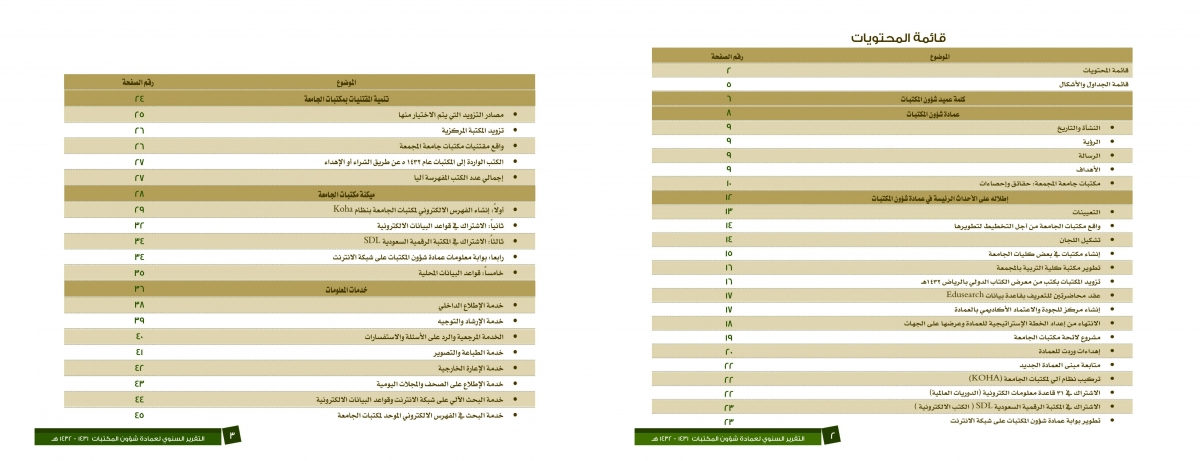 قائمة المحتويات
الموضوع رقم الصفحة
قائمة المحتويات ٢
قائمة الجداول والأشكال ٥
كلمة عميد شؤون المكتبات ٦
عمادة شؤون المكتبات ٨
• النشأة والتاريخ ٩
• الرؤية ٩
• الرسالة ٩
• الأهداف ٩
• مكتبات جامعة المجمعة: حقائق وإحصاءات ١٠
إطلاله على الأحداث الرئيسة في عمادة شؤون المكتبات ١٢
• التعيينات ١٣
• واقع مكتبات الجامعة من أجل التخطيط لتطويرها ١٤
• تشكيل اللجان ١٤
• إنشاء مكتبات في بعض كليات الجامعة ١٥
• تطوير مكتبة كلية التربية بالمجمعة ١٦
• تزويد المكتبات بكتب من معرض الكتاب الدولي بالرياض ١٤٣٢هـ ١٦
• عقد محاضرتين للتعريف بقاعدة بيانات Edusearch ١٧
• إنشاء مركز للجودة والاعتماد الأكاديمي بالعمادة ١٧
• الانتهاء من إعداد الخطة الإستراتيجية للعمادة وعرضها على الجهات ١٨
• مشروع لائحة مكتبات الجامعة ١٩
• إهداءات وردت للعمادة ٢٠
• متابعة مبنى العمادة الجديد ٢٢
• تركيب نظام آلي لمكتبات الجامعة (KOHA) ٢٢
• الاشتراك في ٣١ قاعدة معلومات الكترونية (الدوريات العالمية) ٢٢
• الاشتراك في المكتبة الرقمية السعودية SDL ( الكتب الالكترونية ) ٢٣
• تطوير بوابة عمادة شؤون المكتبات على شبكة الانترنت ٢٣
٢ التقرير السنوي لعمادة شؤون المكتبات ١٤٣١ - ١٤٣٢ هـ
الموضوع رقم الصفحة
تنمية المقتنيات بمكتبات الجامعة ٢٤
• مصادر التزويد التي يتم الاختيار منها ٢٥
• تزويد المكتبة المركزية ٢٦
• واقع مقتنيات مكتبات جامعة المجمعة ٢٦
• الكتب الواردة إلى المكتبات عام ١٤٣٢ ه عن طريق الشراء أو الإهداء ٢٧
• إجمالي عدد الكتب المفهرسة آليا ٢٧
ميكنة مكتبات الجامعة ٢٨
• أولاً: إنشاء الفهرس الالكتروني لمكتبات الجامعة بنظام Koha ٢٩
• ثانياً: الاشتراك في قواعد البيانات الالكترونية ٣٢
• ثالثاً: الاشتراك في المكتبة الرقمية السعودية SDL ٣٤
• رابعا: بوابة معلومات عمادة شؤون المكتبات على شبكة الانترنت ٣٤
• خامساً: قواعد البيانات المحلية ٣٥
خدمات المعلومات ٣٦
• خدمة الإطلاع الداخلي ٣٨
• خدمة الإرشاد والتوجيه ٣٩
• الخدمة المرجعية والرد على الأسئلة والاستفسارات ٤٠
• خدمة الطباعة والتصوير ٤١
• خدمة الإعارة الخارجية ٤٢
• خدمة الإطلاع على الصحف والمجلات اليومية ٤٣
• خدمة البحث الآلي على شبكة الانترنت وقواعد البيانات الالكترونية ٤٤
• خدمة البحث في الفهرس الالكتروني الموحد لمكتبات الجامعة ٤٥
٣ التقرير السنوي لعمادة شؤون المكتبات ١٤٣١ - ١٤٣٢ هـ